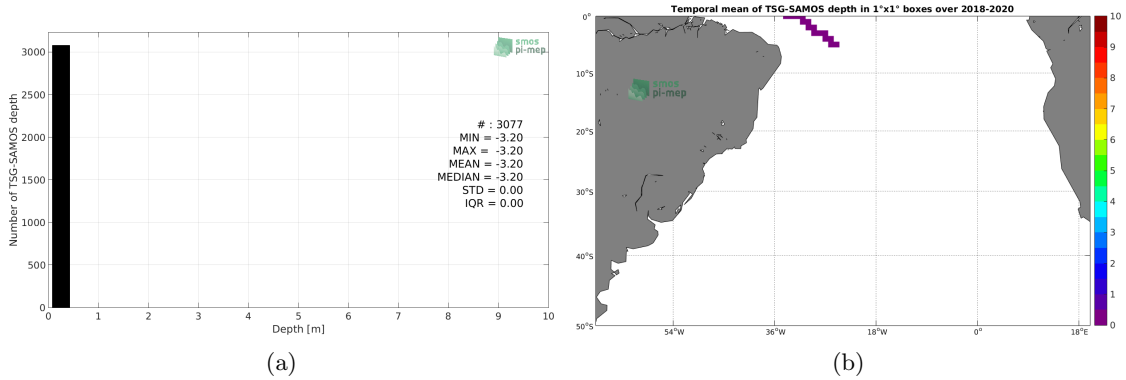 smos
pi-mep
Number of TSG-SAMOS depth
3000
2500
2000
1500
1000
500
0
# : 3077
MIN = -3.20
MAX = -3.20
MEAN = -3.20
MEDIAN = -3.20
STD = 0.00
IQR = 0.00
0 1 2 3 4 5 6 7 8 9 10
Depth [m]
(a)
Temporal mean of TSG-SAMOS depth in 1°x1° boxes over 2018-2020
smos
pi-mep
0°
10°S
20°S
30°S
40°S
50°S
54°W 36°W 18°W 0° 18°E
10
9
8
7
6
5
4
3
2
1
0
(b)